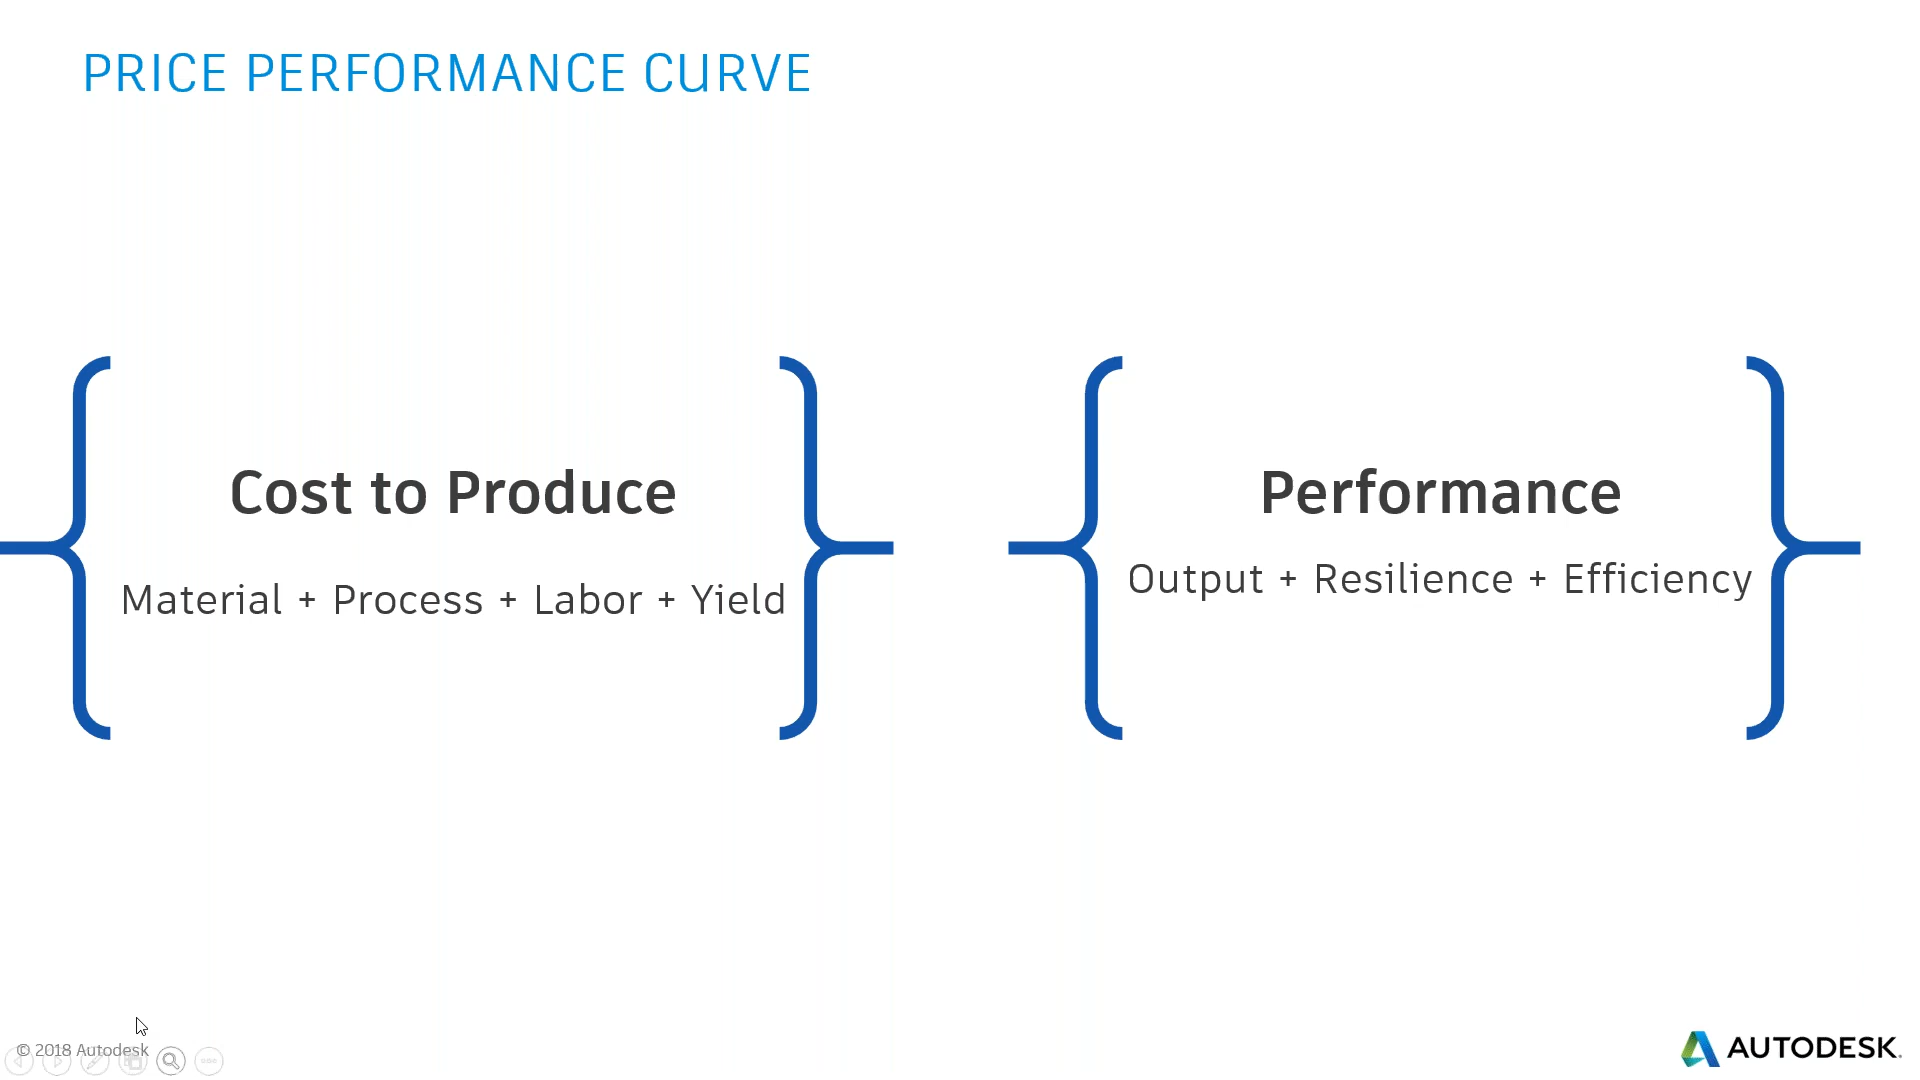 PRICE PERFORMANCE CURVE
Cost to Produce
Material + Process + Labor + Yield
Performance
Output + Resilience + Efficiency
© 2018 Autodesk
AUTODESK.